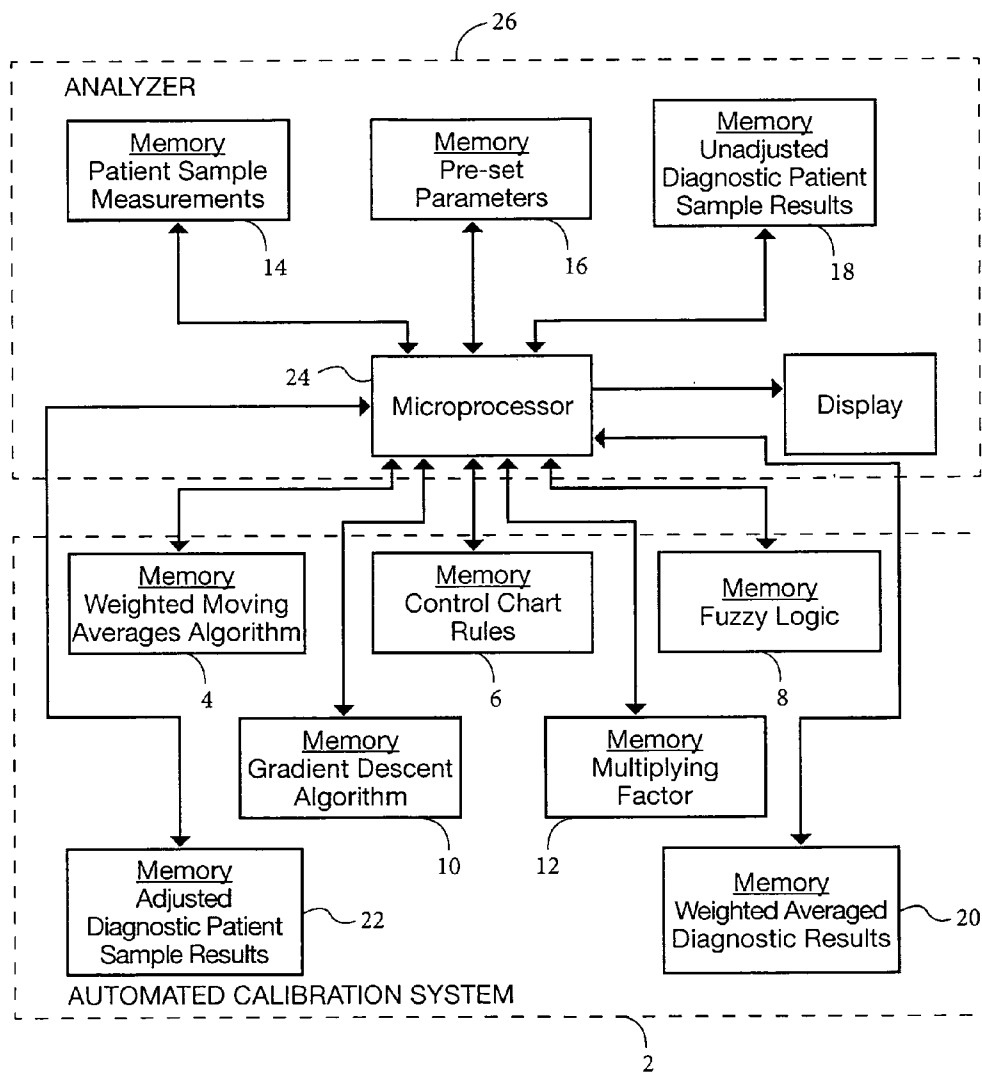 26
ANALYZER
Memory
Patient Sample
Measurements
14
Memory
Pre-set
Parameters
16
Memory
Unadjusted
Diagnostic Patient
Sample Results
18
24
Microprocessor
Display
Memory
Weighted Moving
Averages Algorithm
4
Memory
Control Chart
Rules
6
Memory
Fuzzy Logic
8
Memory
Gradient Descent
Algorithm
10
Memory
Multiplying
Factor
12
Memory
Adjusted
Diagnostic Patient
Sample Results
22
Memory
Weighted Averaged
Diagnostic Results
20
AUTOMATED CALIBRATION SYSTEM
2